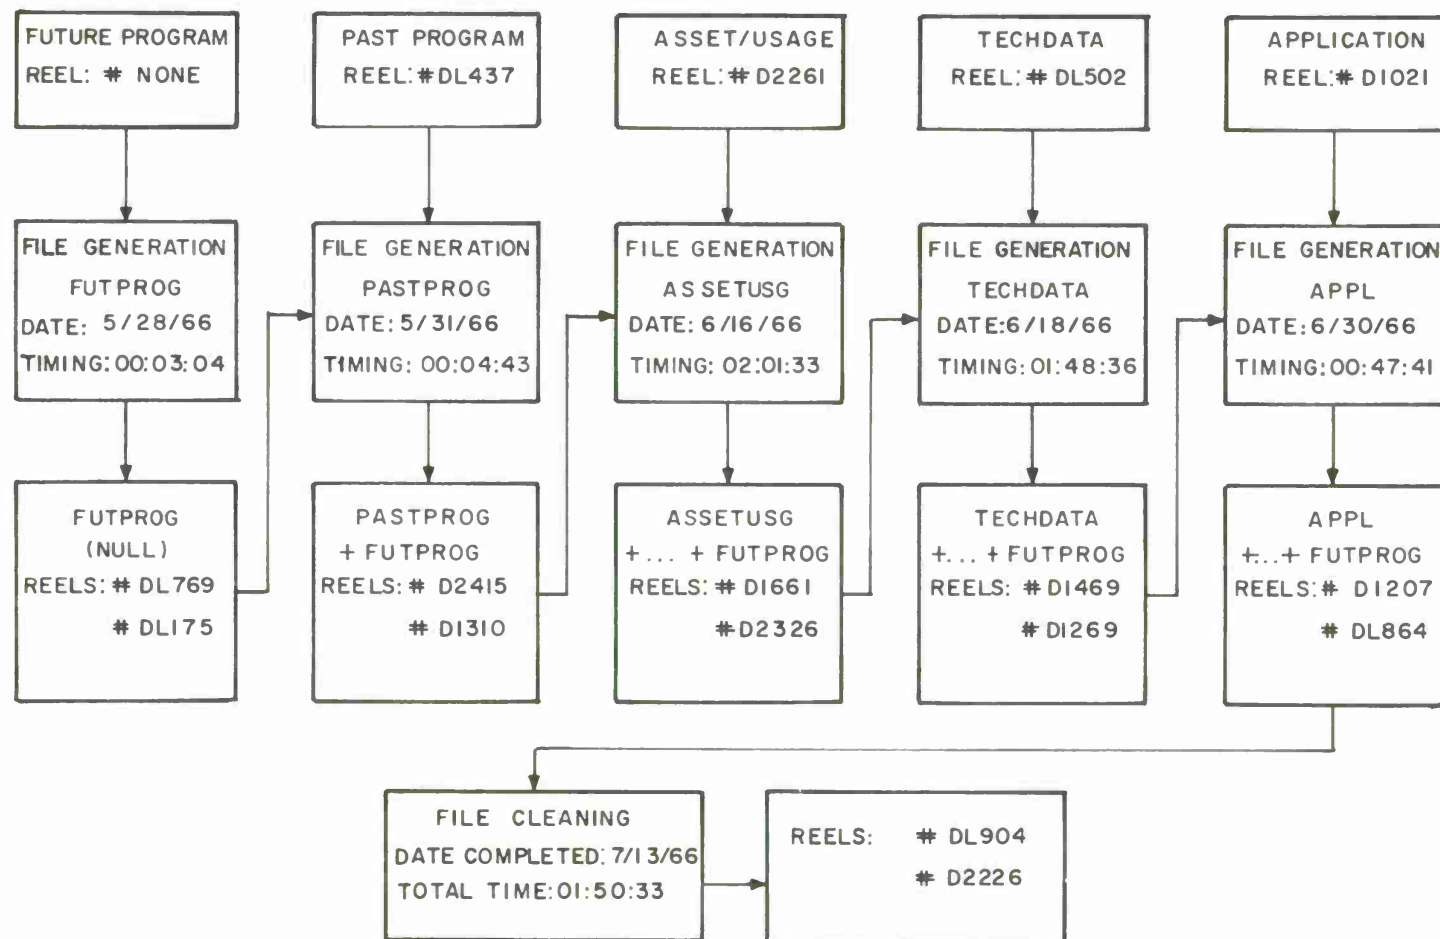 FUTURE PROGRAM
REEL: # NONE
PAST PROGRAM
REEL: # DL437
ASSET/USAGE
REEL: # D2261
TECHDATA
REEL: # DL502
APPLICATION
REEL: # D1021
FILE GENERATION
FUTPROG
DATE: 5/28/66
TIMING: 00:03:04
FILE GENERATION
PASTPROG
DATE: 5/31/66
TIMING: 00:04:43
FILE GENERATION
ASSETUSG
DATE: 6/16/66
TIMING: 02:01:33
FILE GENERATION
TECHDATA
DATE: 6/18/66
TIMING: 01:48:36
FILE GENERATION
APPL
DATE: 6/30/66
TIMING: 00:47:41
FUTPROG
(NULL)
REELS: # DL769
# DL175
PASTPROG
+ FUTPROG
REELS: # D2415
# D1310
ASSETUSG
+... + FUTPROG
REELS: # D1661
# D2326
TECHDATA
+... + FUTPROG
REELS: # D1469
# D1269
APPL
+...+ FUTPROG
REELS: # D1207
# DL864
FILE CLEANING
DATE COMPLETED: 7/13/66
TOTAL TIME: 01:50:33
REELS: # DL904
# D2226